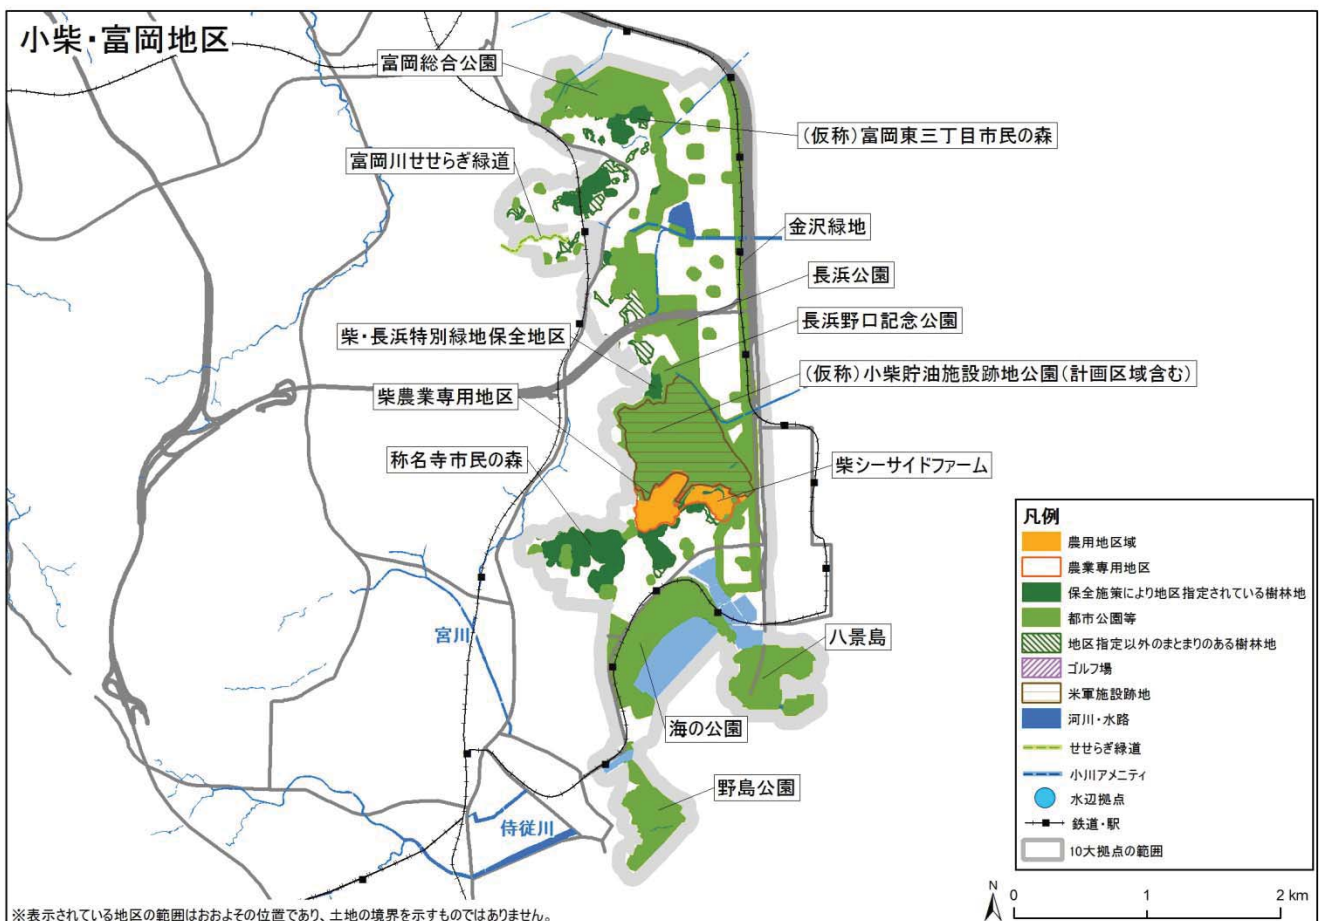 小柴・富岡地区
富岡総合公園
(仮称)富岡東三丁目市民の森
富岡川せせらぎ緑道
金沢緑地
長浜公園
長浜野口記念公園
柴・長浜特別緑地保全地区
(仮称)小柴貯油施設跡地公園(計画区域含む)
柴農業専用地区
称名寺市民の森
柴シーサイドファーム
宮川
八景島
海の公園
野島公園
侍従川
凡例
農用地区域
農業専用地区
保全施策により地区指定されている樹林地
都市公園等
地区指定以外のまとまりのある樹林地
ゴルフ場
米軍施設跡地
河川・水路
せせらぎ緑道
小川アメニティ
水辺拠点
鉄道・駅
10大拠点の範囲
N
0 1 2 km
※表示されている地区の範囲はおおよその位置であり、土地の境界を示すものではありません。